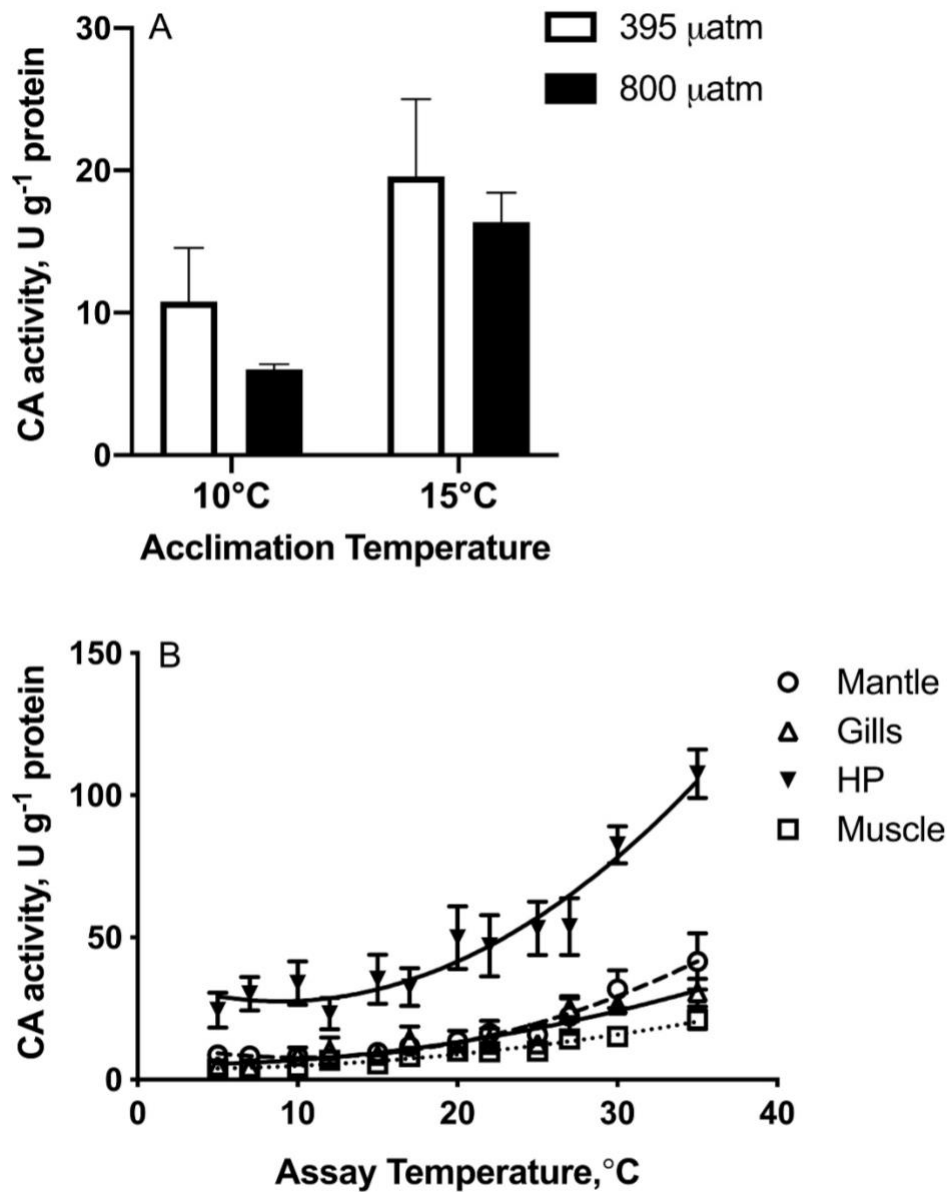 A
395 μatm
800 μatm
CA activity, U g⁻¹ protein
30
20
10
0
10°C
15°C
Acclimation Temperature
B
Mantle
Gills
HP
Muscle
CA activity, U g⁻¹ protein
150
100
50
0
0
10
20
30
40
Assay Temperature,°C